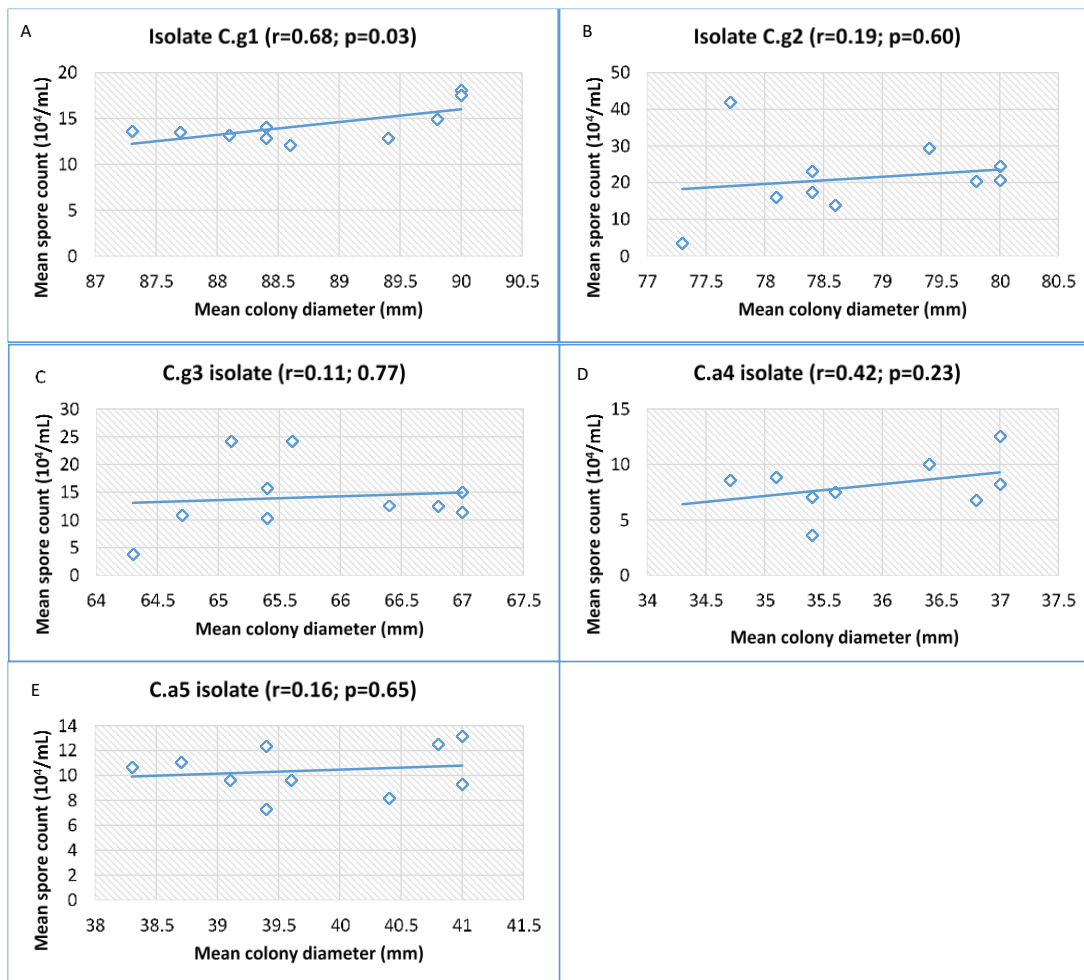 A
Isolate C.g1 (r=0.68; p=0.03)
Mean spore count (10⁴/mL)
20
15
10
5
0
87 87.5 88 88.5 89 89.5 90 90.5
Mean colony diameter (mm)
B
Isolate C.g2 (r=0.19; p=0.60)
Mean spore count (10⁴/mL)
50
40
30
20
10
0
77 77.5 78 78.5 79 79.5 80 80.5
Mean colony diameter (mm)
C
C.g3 isolate (r=0.11; 0.77)
Mean spore count (10⁴/mL)
30
25
20
15
10
5
0
64 64.5 65 65.5 66 66.5 67 67.5
Mean colony diameter (mm)
D
C.a4 isolate (r=0.42; p=0.23)
Mean spore count (10⁴/mL)
15
10
5
0
34 34.5 35 35.5 36 36.5 37 37.5
Mean colony diameter (mm)
E
C.a5 isolate (r=0.16; p=0.65)
Mean spore count (10⁴/mL)
14
12
10
8
6
4
2
0
38 38.5 39 39.5 40 40.5 41 41.5
Mean colony diameter (mm)